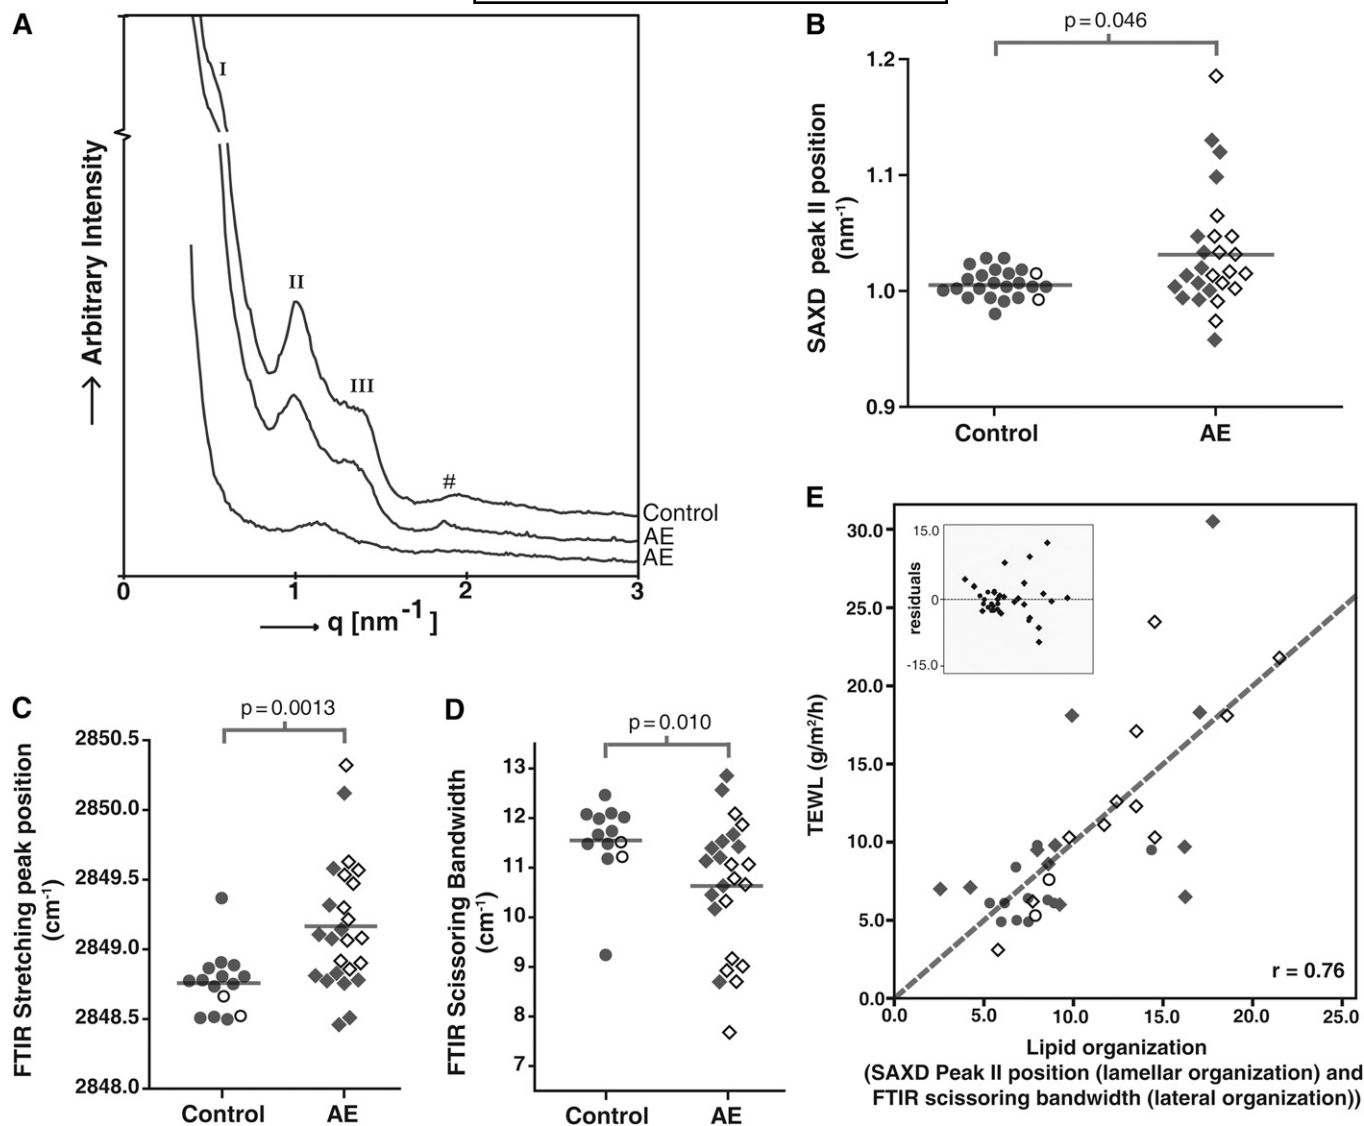 A
I
II
III
#
Arbitrary Intensity
Control
AE
AE
0
1
2
3
q [nm-1 ]
B
p = 0.046
SAXD peak II position
(nm-1)
1.2
1.1
1.0
0.9
Control
AE
C
p = 0.0013
FTIR Stretching peak position
(cm-1)
2850.5
2850.0
2849.5
2849.0
2848.5
2848.0
Control
AE
D
p = 0.010
FTIR Scissoring Bandwidth
(cm-1)
13
12
11
10
9
8
7
Control
AE
E
TEWL (g/m²/h)
30.0
25.0
20.0
15.0
10.0
5.0
0.0
residuals
15.0
0
-15.0
r = 0.76
0.0
5.0
10.0
15.0
20.0
25.0
Lipid organization
(SAXD Peak II position (lamellar organization) and
FTIR scissoring bandwidth (lateral organization))